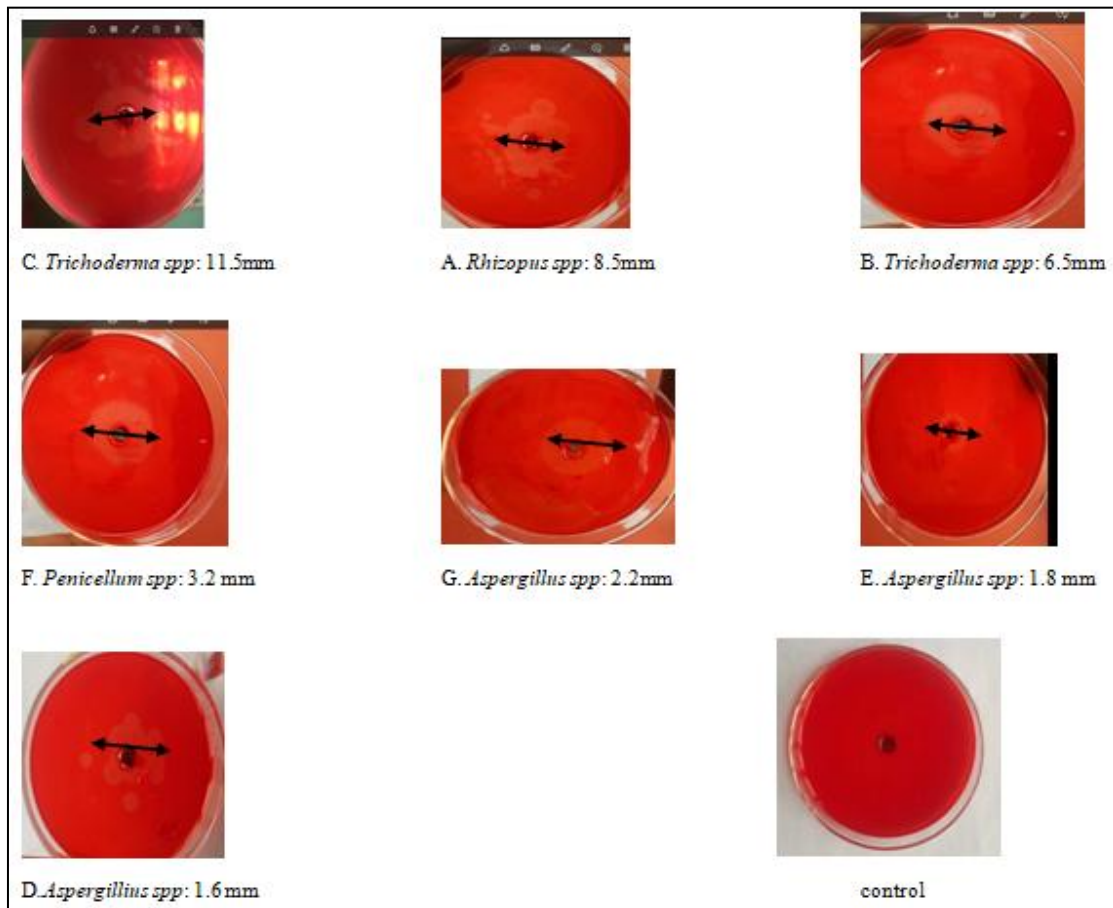 C. Trichoderma spp: 11.5mm
A. Rhizopus spp: 8.5mm
B. Trichoderma spp: 6.5mm
F. Penicellum spp: 3.2 mm
G. Aspergillus spp: 2.2mm
E. Aspergillus spp: 1.8 mm
D.Aspergillius spp: 1.6 mm
control